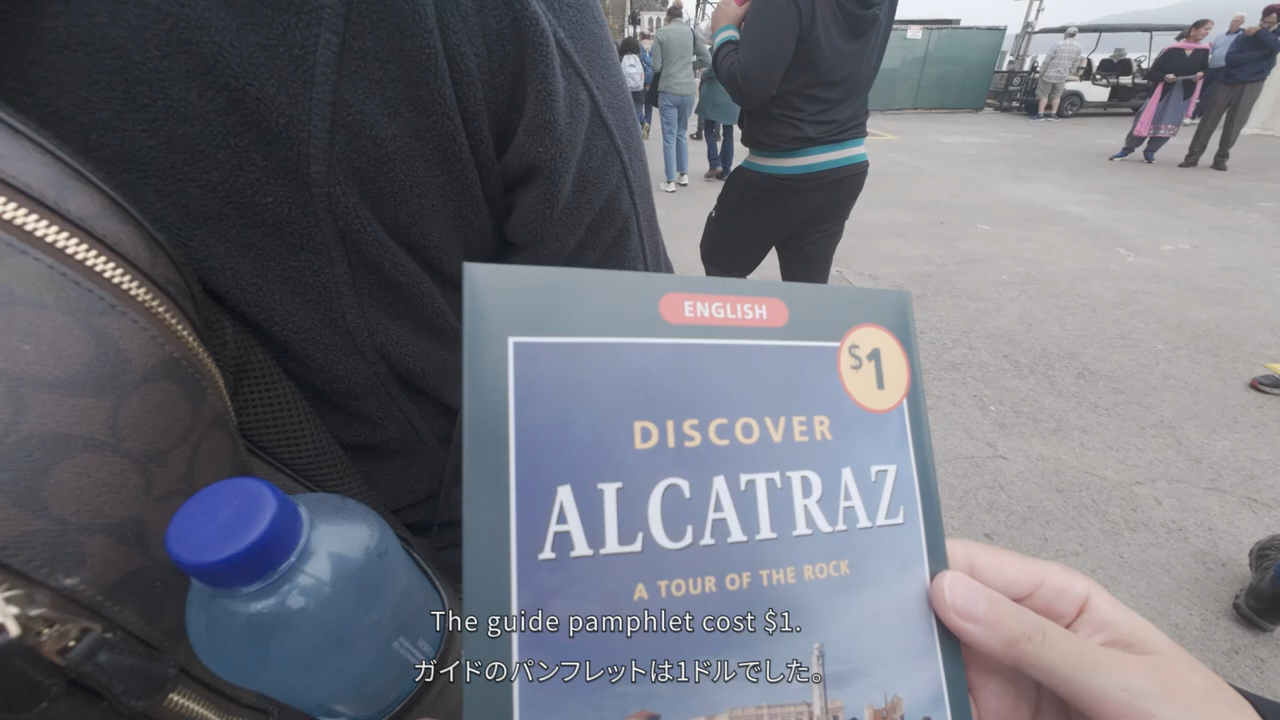 ENGLISH
$1
DISCOVER
ALCATRAZ
A TOUR OF THE ROCK
The guide pamphlet cost $1.
ガイドのパンフレットは1ドルでした。